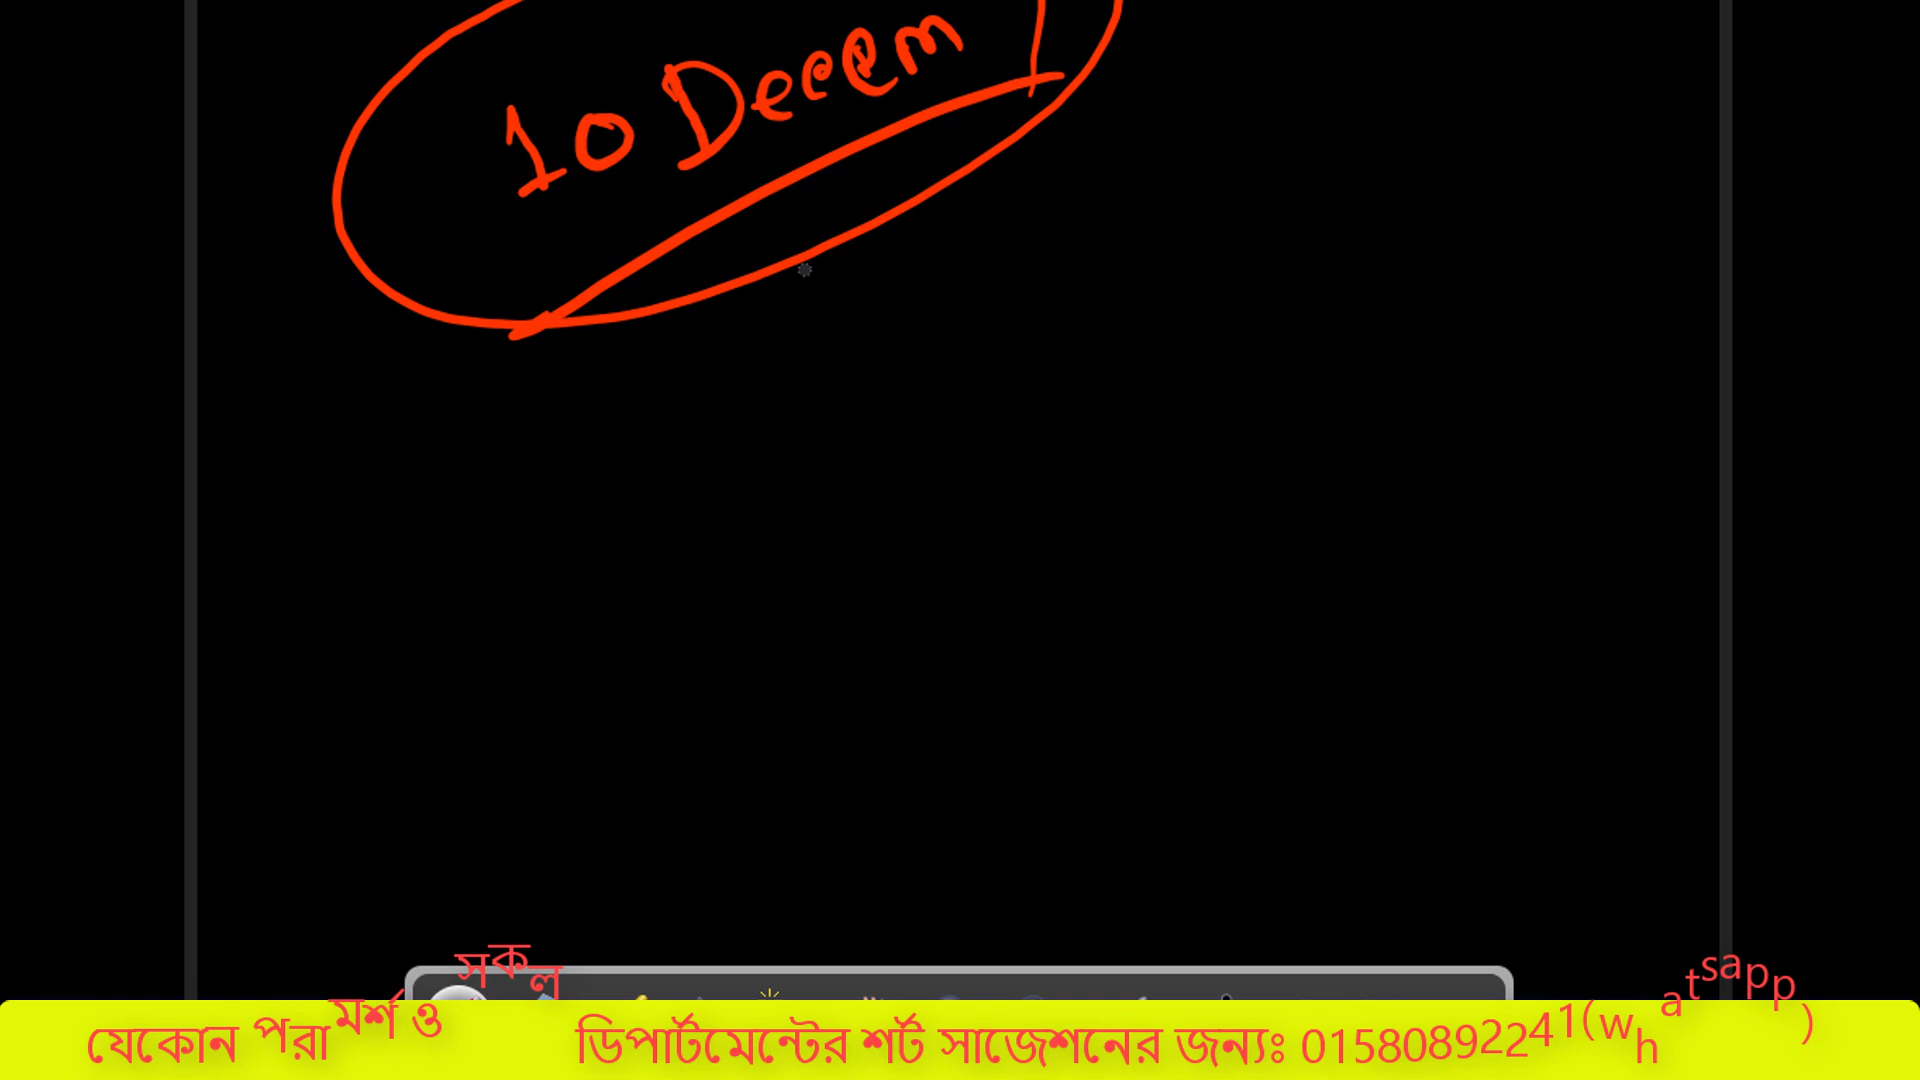 10 Deeem
যেকোন পরামর্শ ও সকল ডিপার্টমেন্টের শর্ট সাজেশনের জন্যঃ 01580892241(whatsapp)